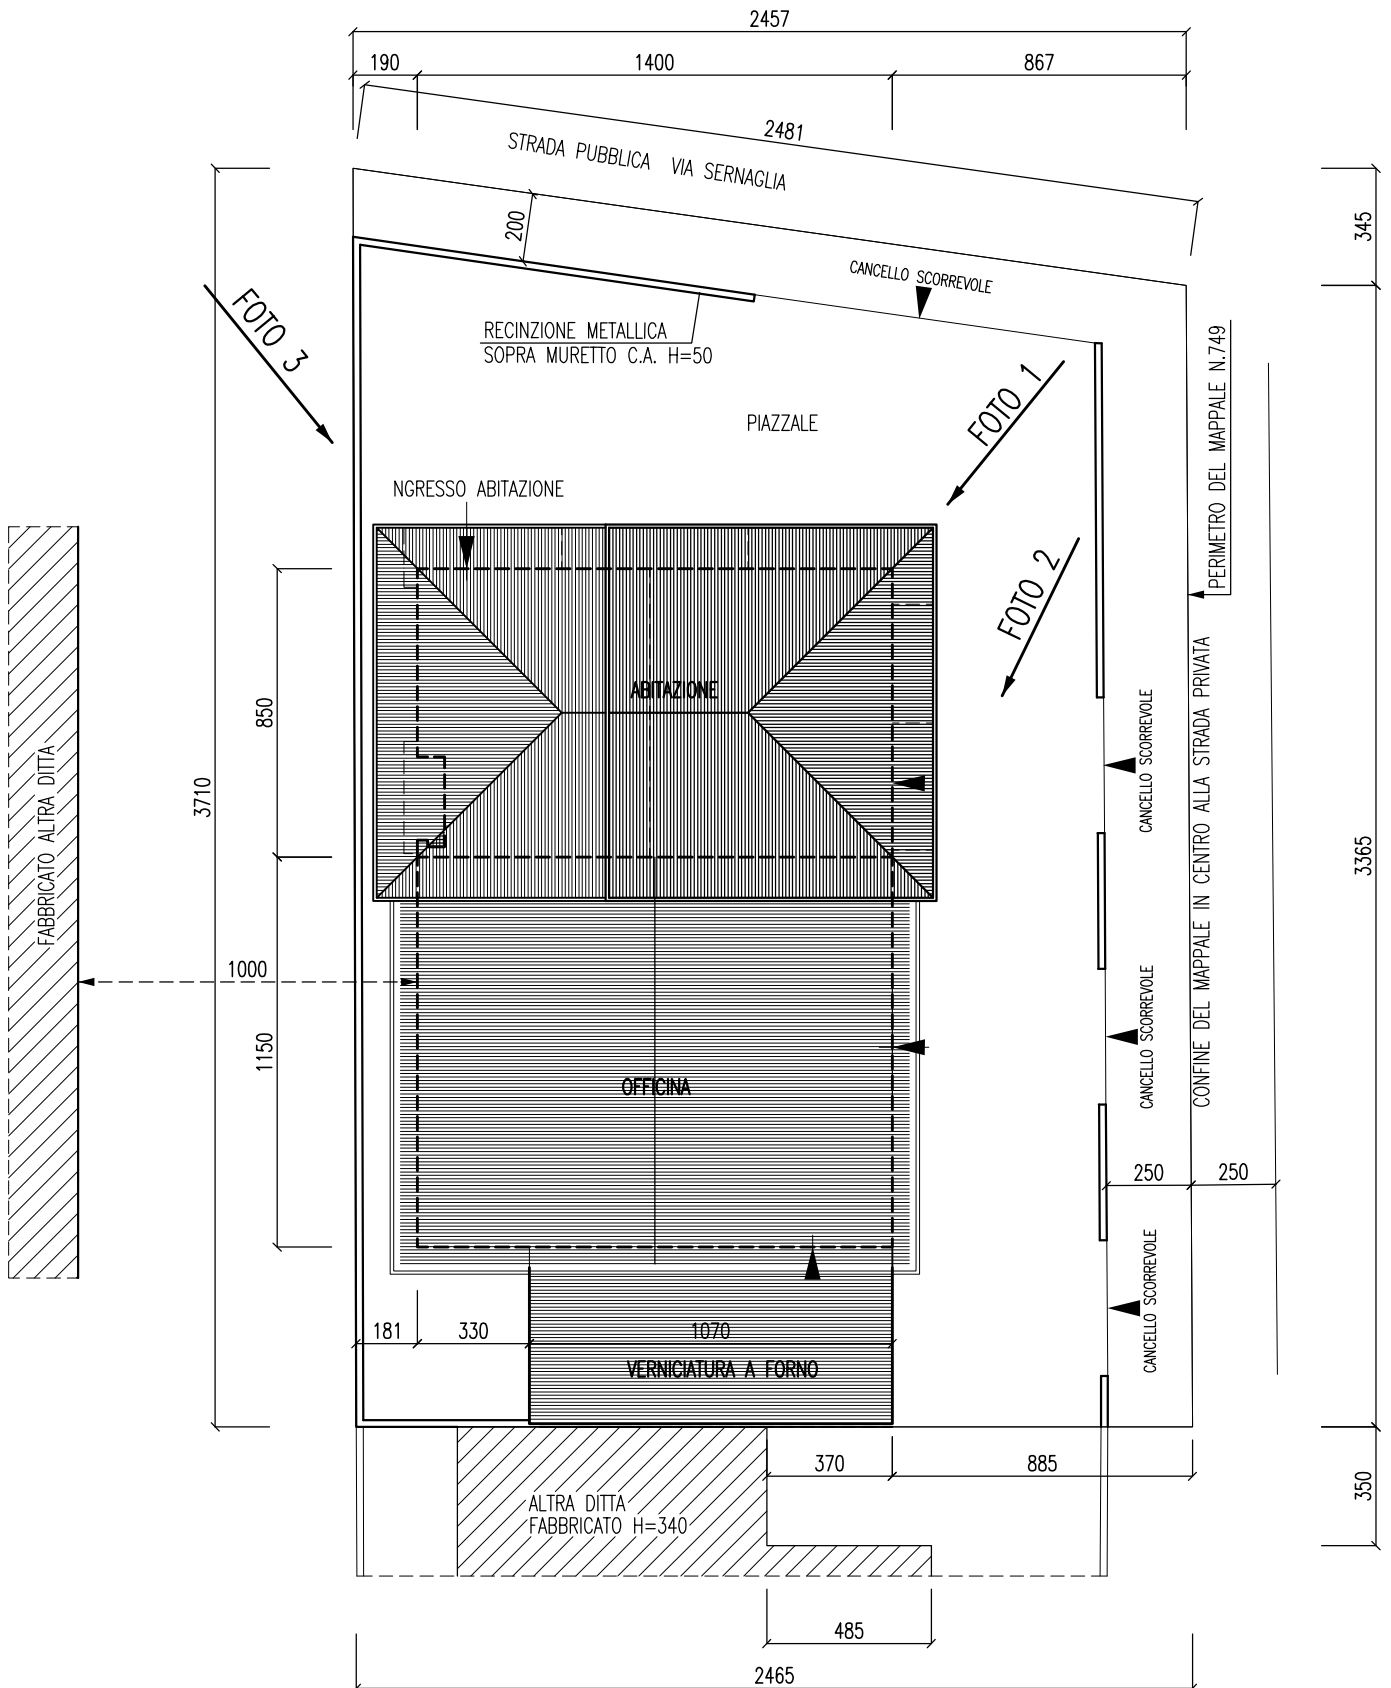 2457
190
1400
867
2481
STRADA PUBBLICA VIA SERNAGLIA
200
345
CANCELLO SCORREVOLE
FOTO 3
RECINZIONE METALLICA
SOPRA MURETTO C.A. H=50
FOTO 1
PIAZZALE
PERIMETRO DEL MAPPALE N.749
NGRESSO ABITAZIONE
FOTO 2
ABITAZIONE
850
3710
FABBRICATO ALTRA DITTA
CANCELLO SCORREVOLE
CONFINE DEL MAPPALE IN CENTRO ALLA STRADA PRIVATA
3365
1000
1150
CANCELLO SCORREVOLE
OFFICINA
250
250
CANCELLO SCORREVOLE
181
330
1070
VERNICIATURA A FORNO
370
885
350
ALTRA DITTA
FABBRICATO H=340
485
2465